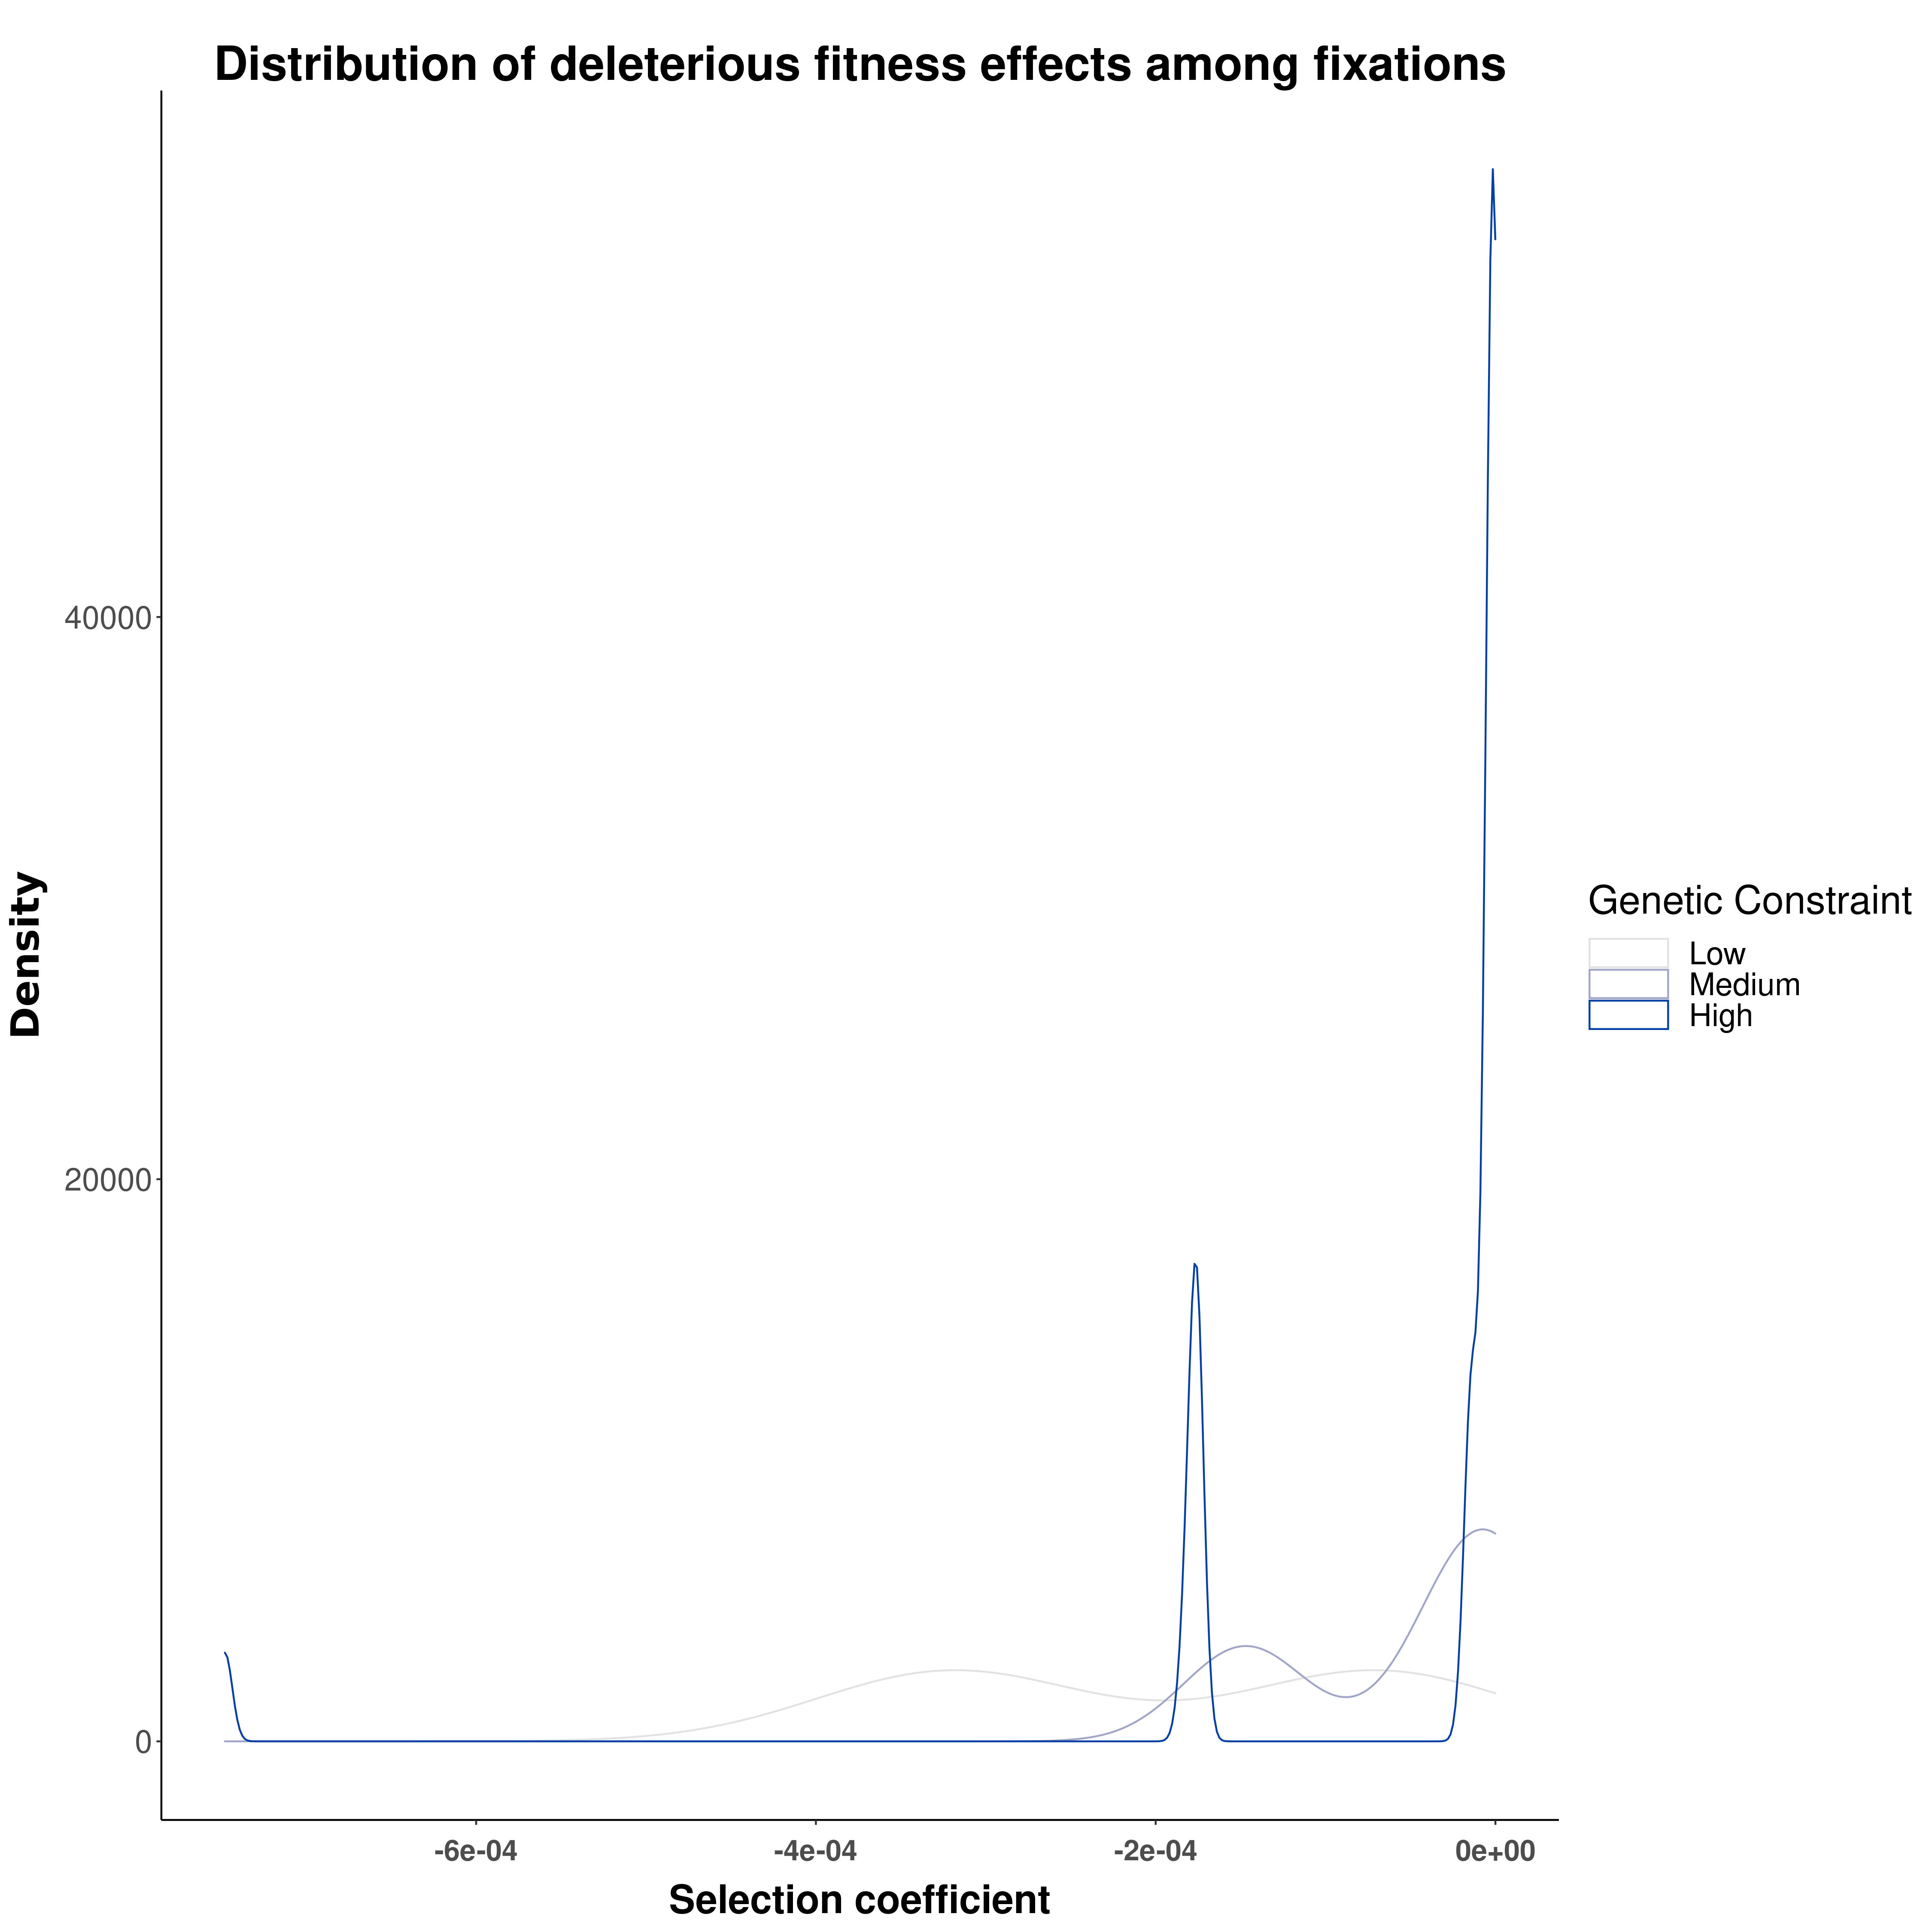 Distribution of deleterious fitness effects among fixations
Density
40000
20000
0
-6e-04
-4e-04
-2e-04
0e+00
Selection coefficient
Genetic Constraint
Low
Medium
High